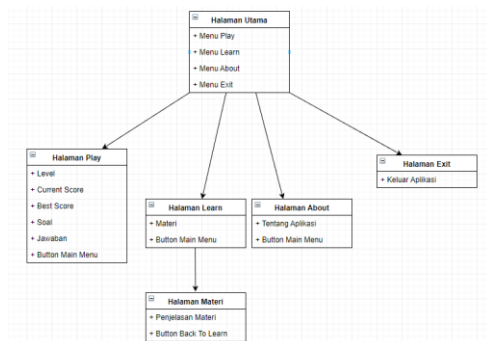 Halaman Utama
+ Menu Play
+ Menu Learn
+ Menu About
+ Menu Exit
Halaman Play
+ Level
+ Current Score
+ Best Score
+ Soal
+ Jawaban
+ Button Main Menu
Halaman Learn
+ Materi
+ Button Main Menu
Halaman About
+ Tentang Aplikasi
+ Button Main Menu
Halaman Exit
+ Keluar Aplikasi
Halaman Materi
+ Penjelasan Materi
+ Button Back To Learn